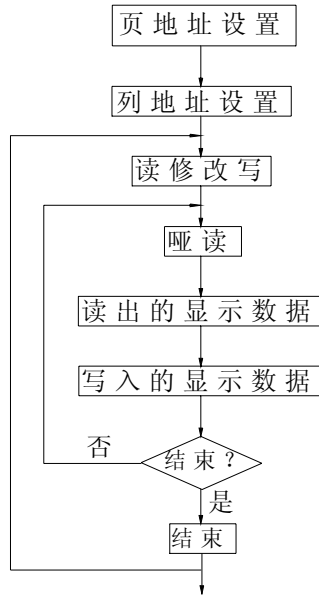 页地址设置
列地址设置
读修改写
哑读
读出的显示数据
写入的显示数据
否
结束?
是
结束